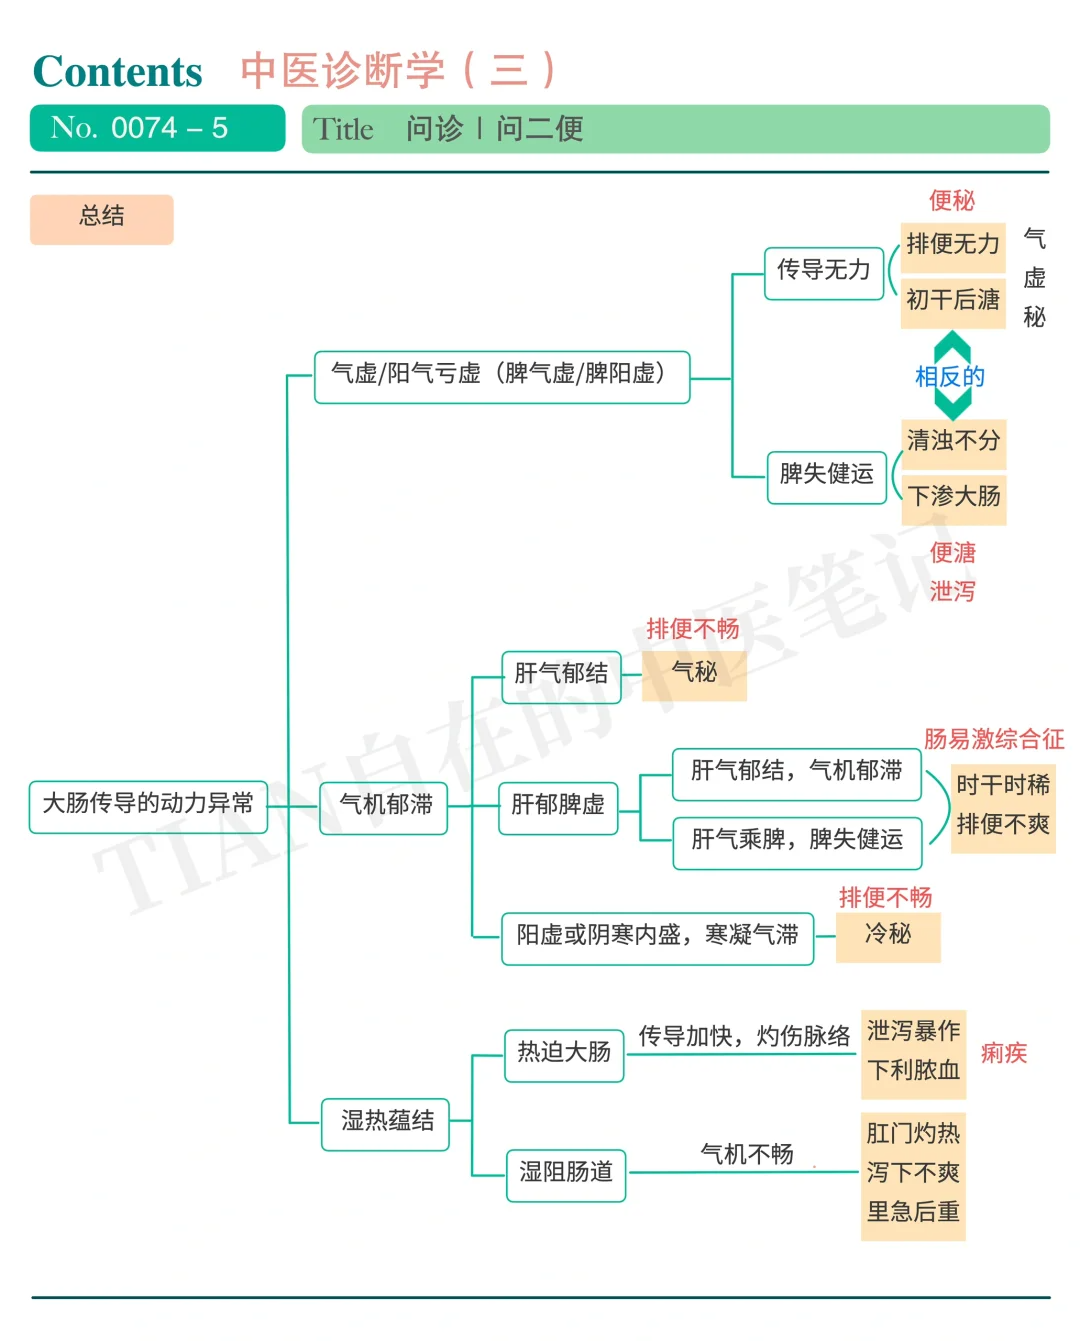 Contents 中医诊断学（三）
No. 0074－5
Title 问诊｜问二便
总结
便秘
排便无力
初干后溏
气
虚
秘
传导无力
相反的
气虚/阳气亏虚（脾气虚/脾阳虚）
脾失健运
清浊不分
下渗大肠
便溏
泄泻
排便不畅
肝气郁结
气秘
大肠传导的动力异常
气机郁滞
肝郁脾虚
肝气郁结，气机郁滞
肝气乘脾，脾失健运
肠易激综合征
时干时稀
排便不爽
阳虚或阴寒内盛，寒凝气滞
排便不畅
冷秘
湿热蕴结
热迫大肠
传导加快，灼伤脉络
泄泻暴作
下利脓血
痢疾
湿阻肠道
气机不畅
肛门灼热
泻下不爽
里急后重
TIAN自在的中医笔记